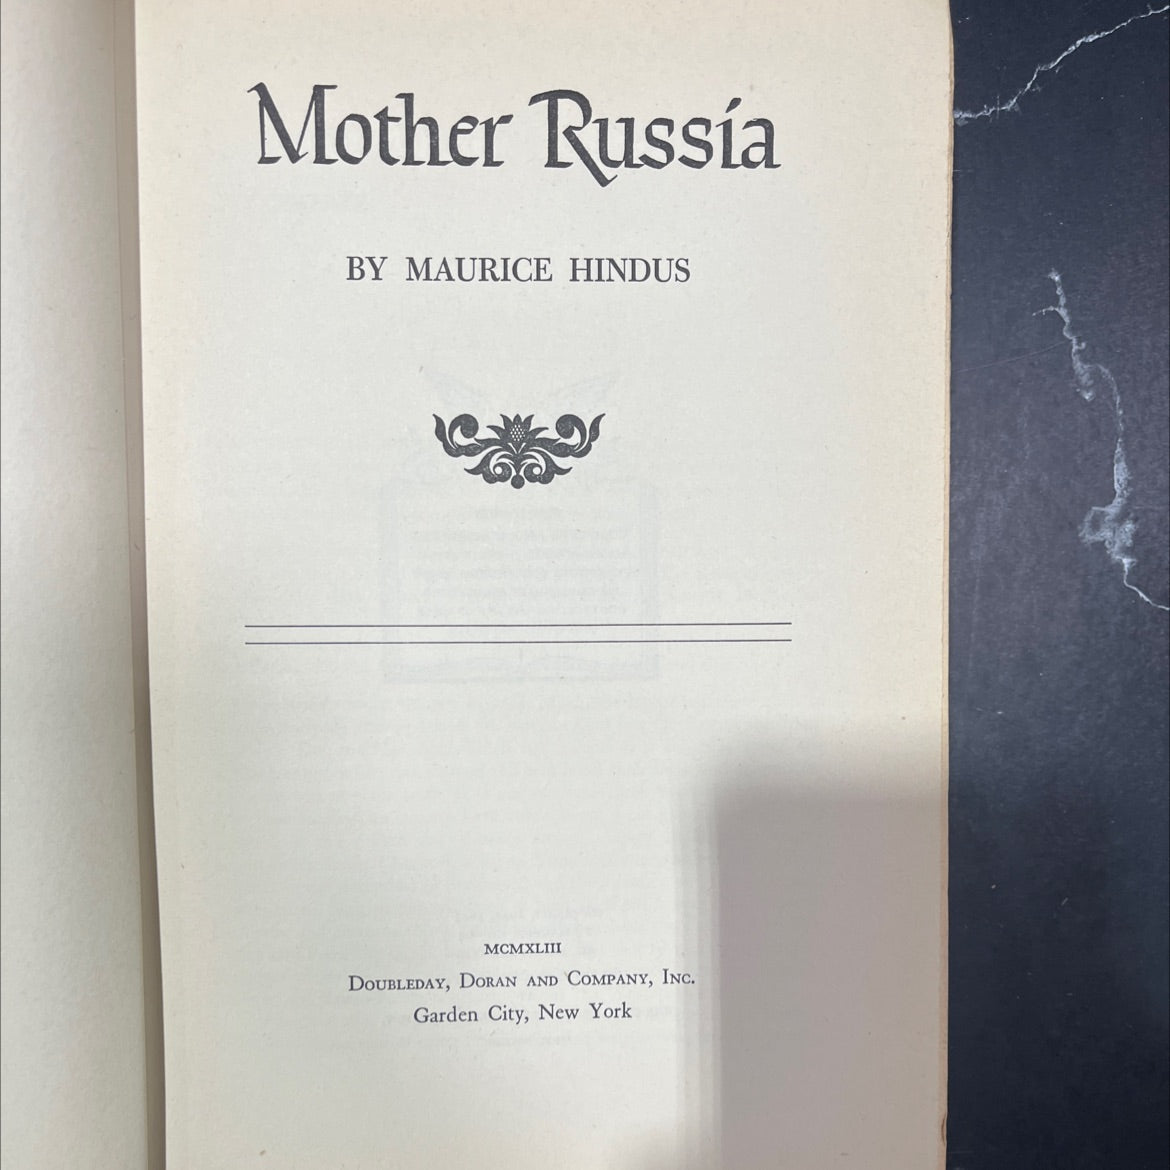 Mother Russia
BY MAURICE HINDUS
MCMXLIII
Doubleday, Doran and Company, Inc.
Garden City, New York